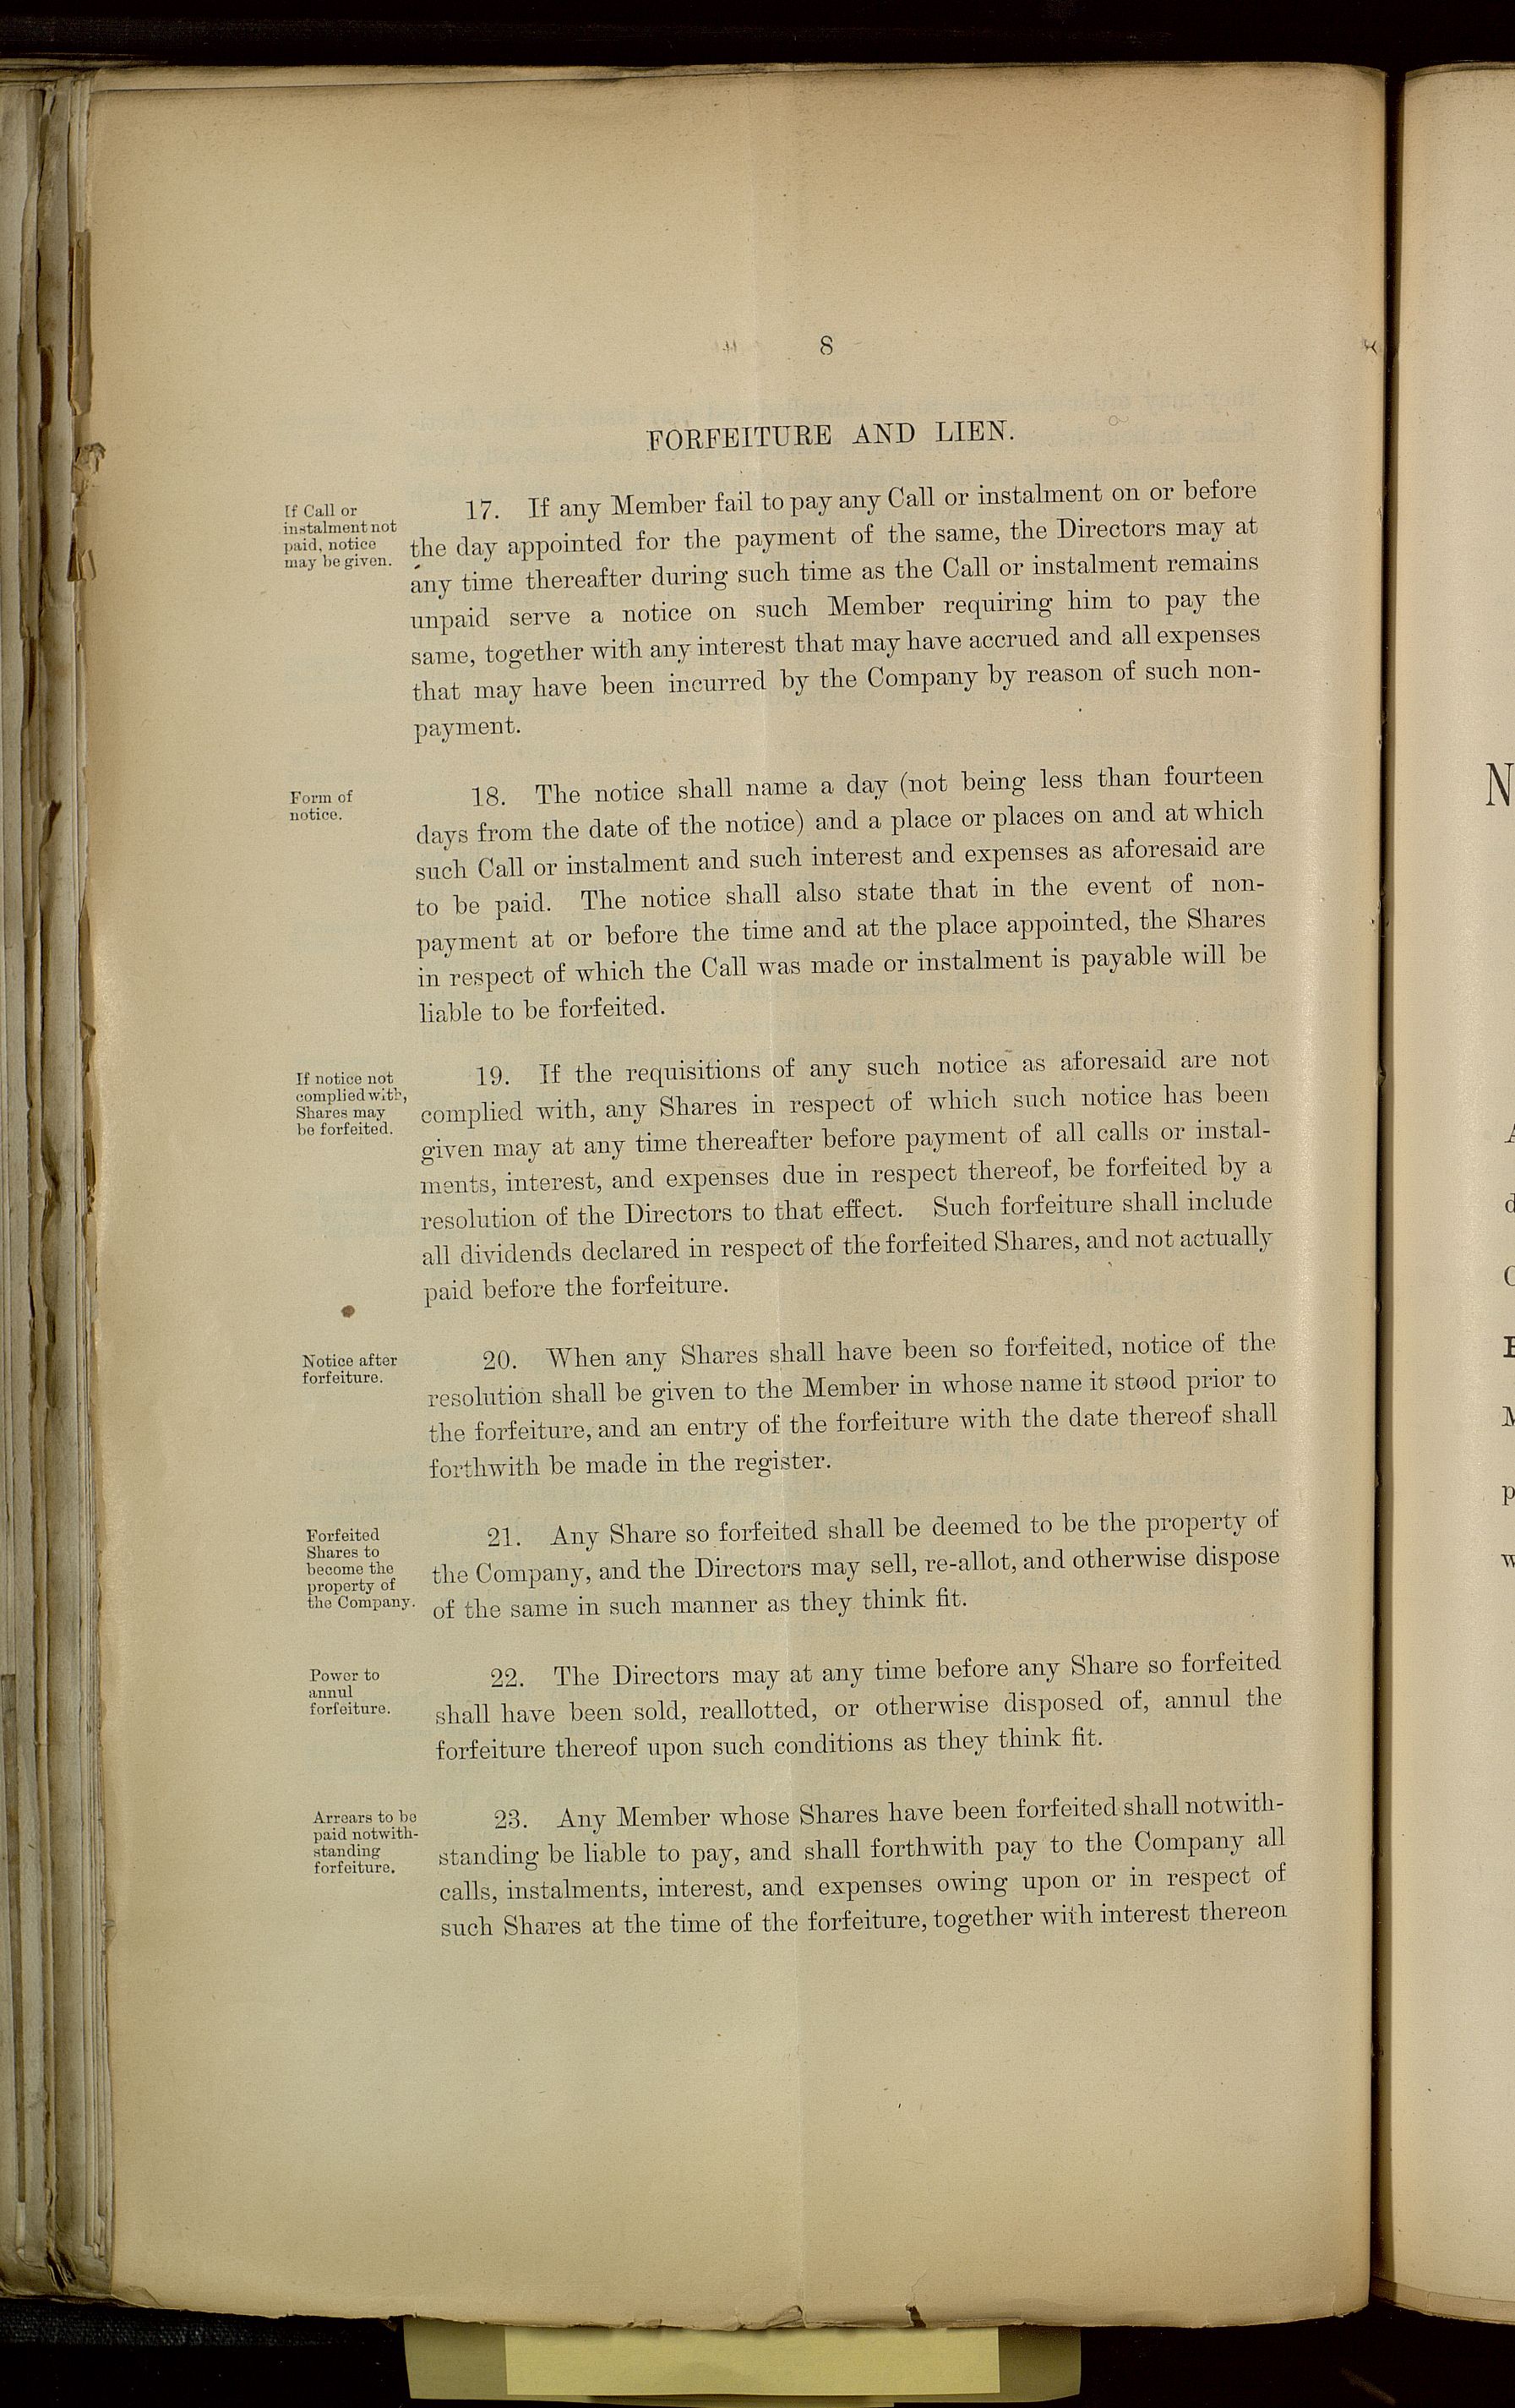 8
FORFEITURE AND LIEN.
If Call or
instalment not
paid, notice
may be given.
17. If any Member fail to pay any Call or instalment on or before
the day appointed for the payment of the same, the Directors may at
any time thereafter during such time as the Call or instalment remains
unpaid serve a notice on such Member requiring him to pay the
same, together with any interest that may have accrued and all expenses
that may have been incurred by the Company by reason of such non-
payment.
Form of
notice.
18. The notice shall name a day (not being less than fourteen
days from the date of the notice) and a place or places on and at which
such Call or instalment and such interest and expenses as aforesaid are
to be paid. The notice shall also state that in the event of non-
payment at or before the time and at the place appointed, the Shares
in respect of which the Call was made or instalment is payable will be
liable to be forfeited.
If notice not
complied with,
Shares may
be forfeited.
19. If the requisitions of any such notice as aforesaid are not
complied with, any Shares in respect of which such notice has been
given may at any time thereafter before payment of all calls or instal-
ments, interest, and expenses due in respect thereof, be forfeited by a
resolution of the Directors to that effect. Such forfeiture shall include
all dividends declared in respect of the forfeited Shares, and not actually
paid before the forfeiture.
Notice after
forfeiture.
20. When any Shares shall have been so forfeited, notice of the
resolution shall be given to the Member in whose name it stood prior to
the forfeiture, and an entry of the forfeiture with the date thereof shall
forthwith be made in the register.
Forfeited
Shares to
become the
property of
the Company.
21. Any Share so forfeited shall be deemed to be the property of
the Company, and the Directors may sell, re-allot, and otherwise dispose
of the same in such manner as they think fit.
Power to
annul
forfeiture.
22. The Directors may at any time before any Share so forfeited
shall have been sold, reallotted, or otherwise disposed of, annul the
forfeiture thereof upon such conditions as they think fit.
Arrears to be
paid notwith-
standing
forfeiture.
23. Any Member whose Shares have been forfeited shall notwith-
standing be liable to pay, and shall forthwith pay to the Company all
calls, instalments, interest, and expenses owing upon or in respect of
such Shares at the time of the forfeiture, together with interest thereon